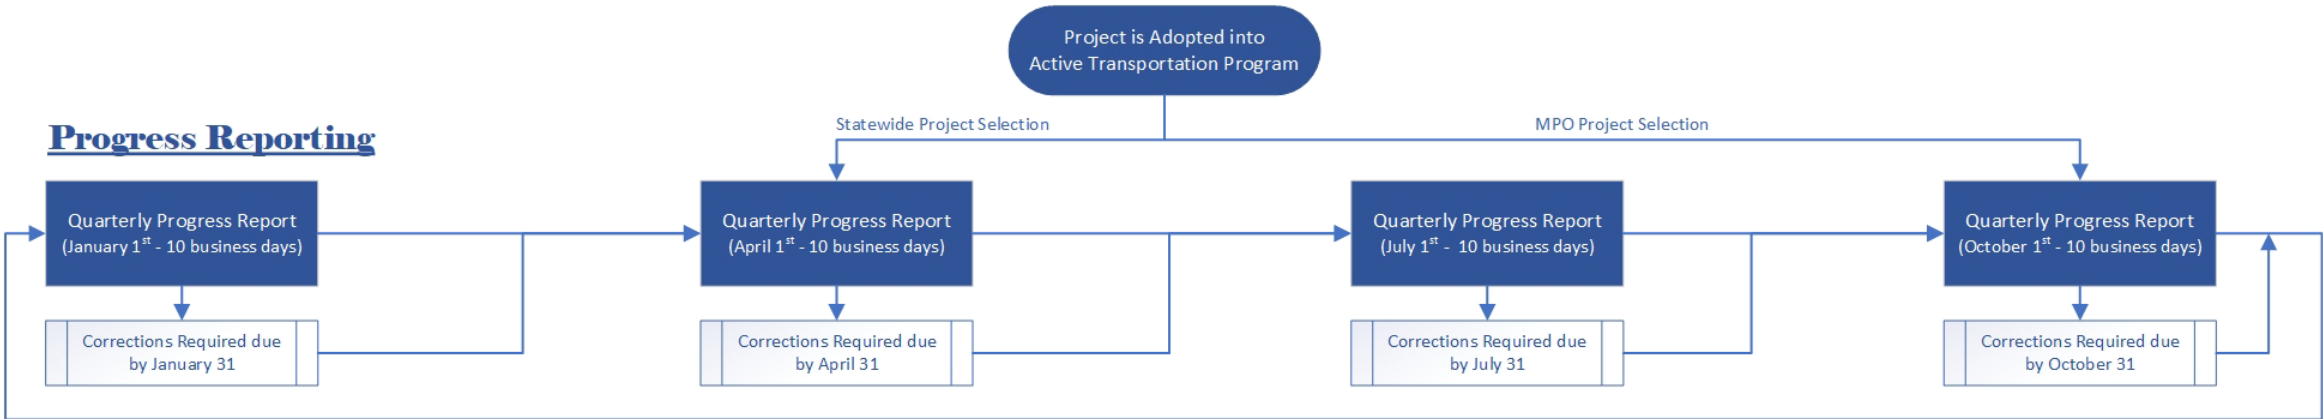 Project is Adopted into
Active Transportation Program
Statewide Project Selection
MPO Project Selection
Progress Reporting
Quarterly Progress Report
(January 1st - 10 business days)
Quarterly Progress Report
(April 1st - 10 business days)
Quarterly Progress Report
(July 1st - 10 business days)
Quarterly Progress Report
(October 1st - 10 business days)
Corrections Required due
by January 31
Corrections Required due
by April 31
Corrections Required due
by July 31
Corrections Required due
by October 31